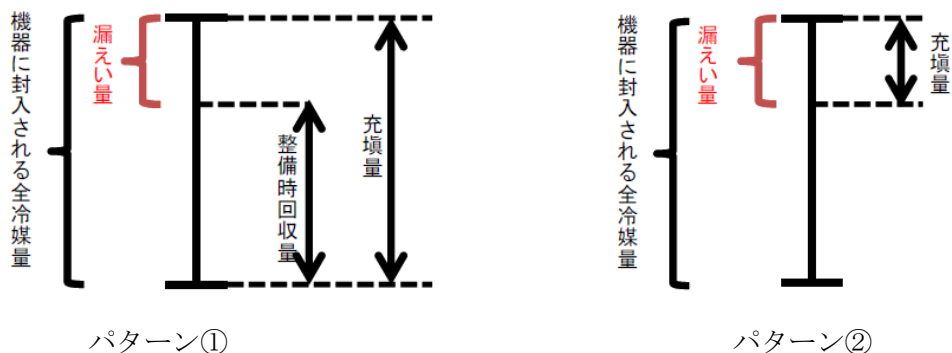 機器に封入される全冷媒量
漏えい量
整備時回収量
充塡量
パターン①
機器に封入される全冷媒量
漏えい量
充塡量
パターン②